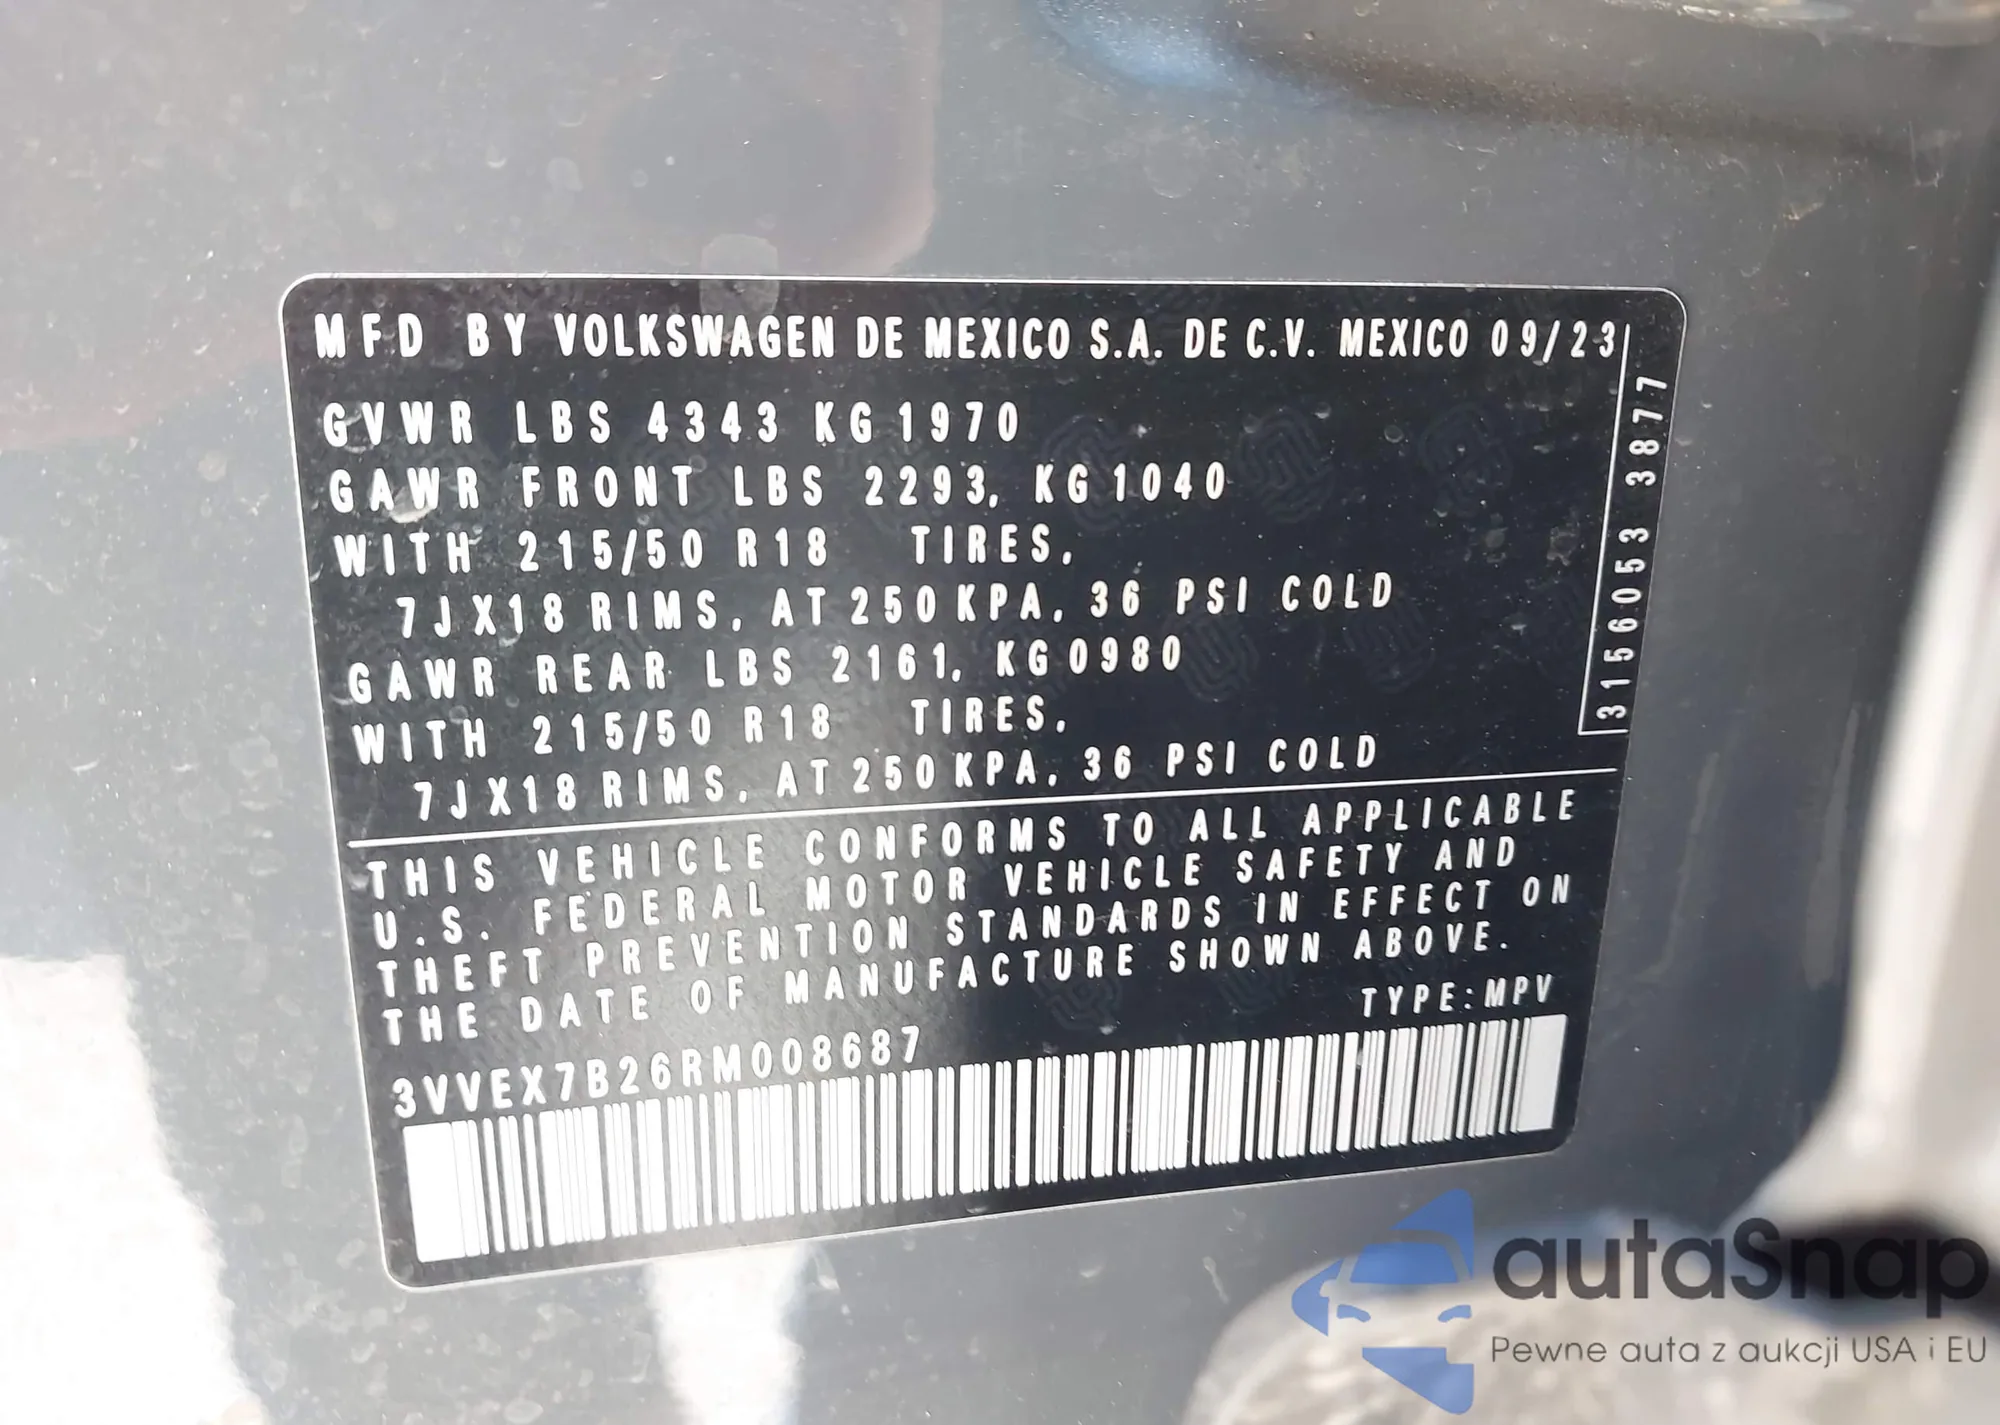 MFD BY VOLKSWAGEN DE MEXICO S.A. DE C.V. MEXICO 09/23
GVWR LBS 4343 KG 1970
GAWR FRONT LBS 2293, KG 1040
WITH 215/50 R18 TIRES,
7JX18 RIMS, AT 250 KPA, 36 PSI COLD
GAWR REAR LBS 2161, KG 0980
WITH 215/50 R18 TIRES,
7JX18 RIMS, AT 250 KPA, 36 PSI COLD
3156053 3877
THIS VEHICLE CONFORMS TO ALL APPLICABLE
U.S. FEDERAL MOTOR VEHICLE SAFETY AND
THEFT PREVENTION STANDARDS IN EFFECT ON
THE DATE OF MANUFACTURE SHOWN ABOVE.
TYPE: MPV
3VVEX7B26RM008687
autaSnap
Pewne auta z aukcji USA i EU